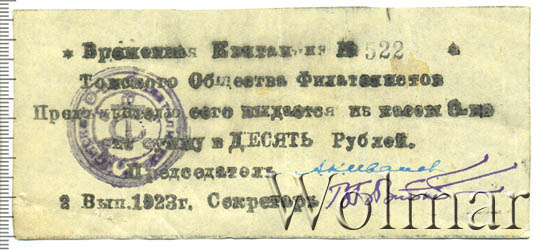 * Временная Квитанция № 522 *
Томского Общества Филателистов
Предъявителю сего выдается из кассы О-ва
сумму в ДЕСЯТЬ Рублей.
Председатель
2 Вып. 1923г. Секретарь
Wolmar